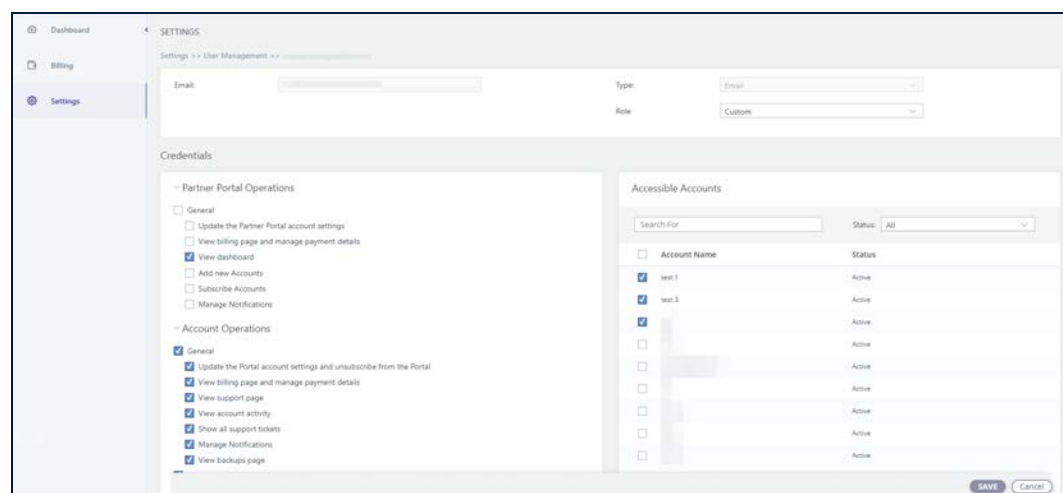 Dashboard
Billing
Settings
SETTINGS
Settings >> User Management >>
Email:
Type:
Email
Role
Custom
Credentials
Partner Portal Operations
General
Update the Partner Portal account settings
View billing page and manage payment details
View dashboard
Add new Accounts
Subscribe Accounts
Manage Notifications
Account Operations
General
Update the Portal account settings and unsubscribe from the Portal
View billing page and manage payment details
View support page
View account activity
Show all support tickets
Manage Notifications
View backups page
Accessible Accounts
Search For
Status: All
Account Name Status
test 1 Active
test 3 Active
Active
Active
Active
Active
Active
Active
Active
SAVE Cancel